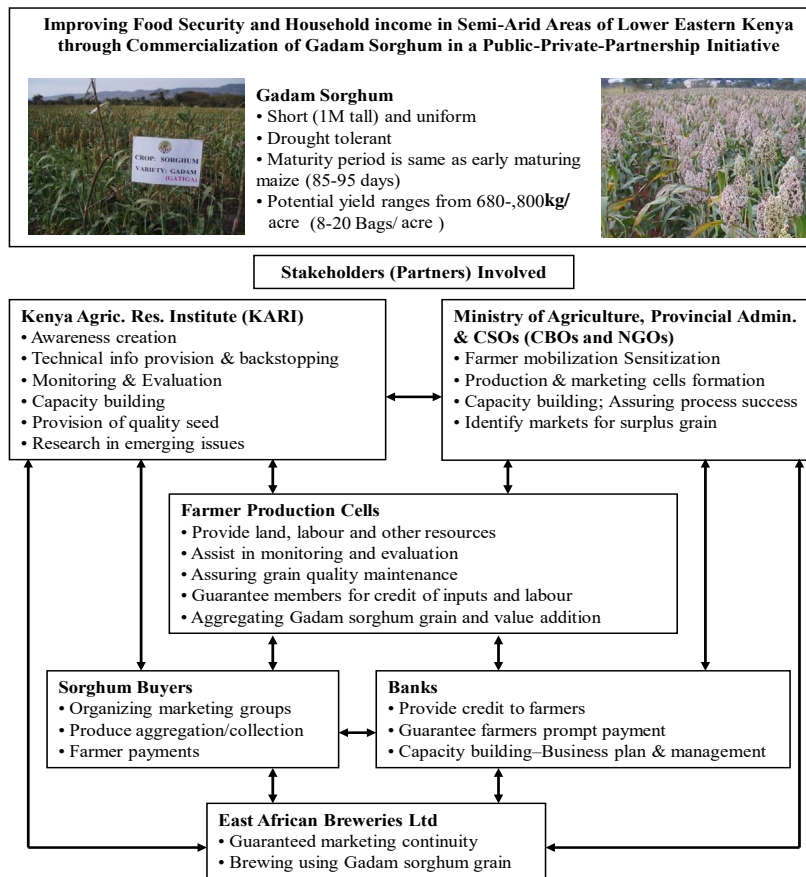 Improving Food Security and Household income in Semi-Arid Areas of Lower Eastern Kenya
through Commercialization of Gadam Sorghum in a Public-Private-Partnership Initiative
CROP: SORGHUM
VARIETY: GADAM
(GATIGA)
Gadam Sorghum
• Short (1M tall) and uniform
• Drought tolerant
• Maturity period is same as early maturing
maize (85-95 days)
• Potential yield ranges from 680-,800kg/
acre (8-20 Bags/ acre )
Stakeholders (Partners) Involved
Kenya Agric. Res. Institute (KARI)
• Awareness creation
• Technical info provision & backstopping
• Monitoring & Evaluation
• Capacity building
• Provision of quality seed
• Research in emerging issues
Ministry of Agriculture, Provincial Admin.
& CSOs (CBOs and NGOs)
• Farmer mobilization Sensitization
• Production & marketing cells formation
• Capacity building; Assuring process success
• Identify markets for surplus grain
Farmer Production Cells
• Provide land, labour and other resources
• Assist in monitoring and evaluation
• Assuring grain quality maintenance
• Guarantee members for credit of inputs and labour
• Aggregating Gadam sorghum grain and value addition
Sorghum Buyers
• Organizing marketing groups
• Produce aggregation/collection
• Farmer payments
Banks
• Provide credit to farmers
• Guarantee farmers prompt payment
• Capacity building–Business plan & management
East African Breweries Ltd
• Guaranteed marketing continuity
• Brewing using Gadam sorghum grain